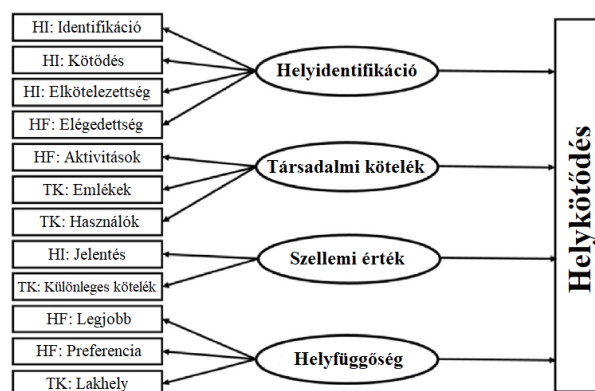 HI: Identifikáció
HI: Kötődés
HI: Elkötelezettség
HF: Elégedettség
HF: Aktivitások
TK: Emlékek
TK: Használók
HI: Jelentés
TK: Különleges kötelék
HF: Legjobb
HF: Preferencia
TK: Lakhely
Helyidentifikáció
Társadalmi kötelék
Szellemi érték
Helyfüggőség
Helykötődés